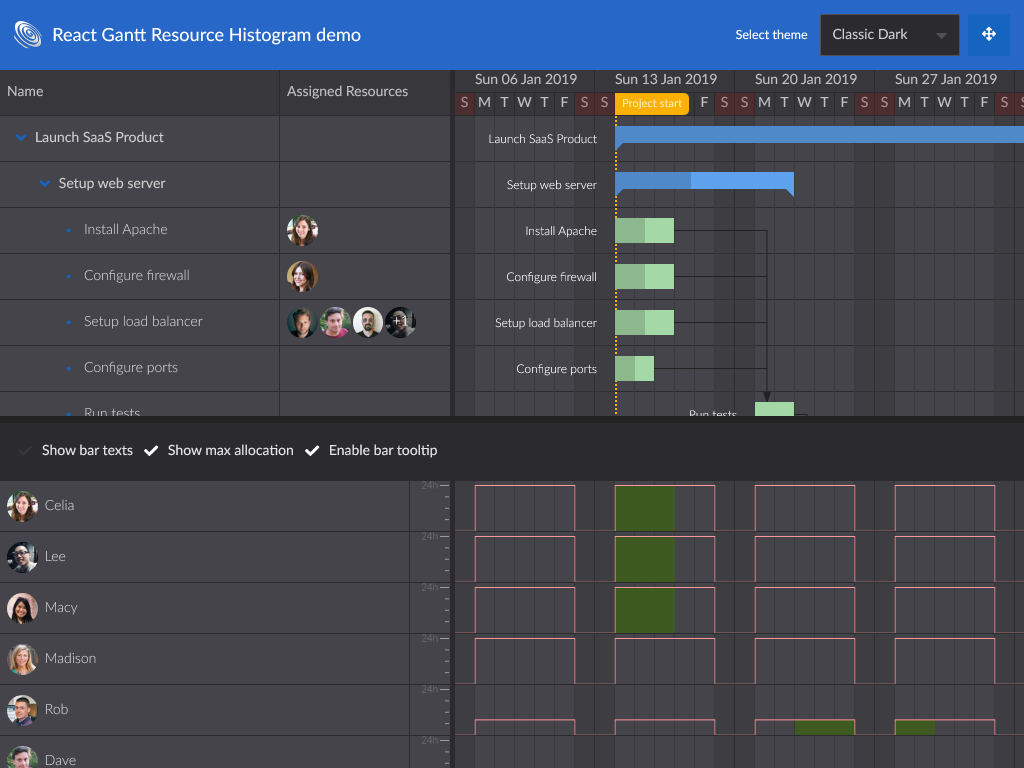 React Gantt Resource Histogram demo
Select theme
Classic Dark
Name
Assigned Resources
Sun 06 Jan 2019
Sun 13 Jan 2019
Sun 20 Jan 2019
Sun 27 Jan 2019
S M T W T F S S Project start F S S M T W T F S S M T W T F S S
Launch SaaS Product
Launch SaaS Product
Setup web server
Setup web server
Install Apache
Install Apache
Configure firewall
Configure firewall
Setup load balancer
+1
Setup load balancer
Configure ports
Configure ports
Run tests
Run tests
Show bar texts
Show max allocation
Enable bar tooltip
Celia
24h
Lee
24h
Macy
24h
Madison
24h
Rob
24h
Dave
24h